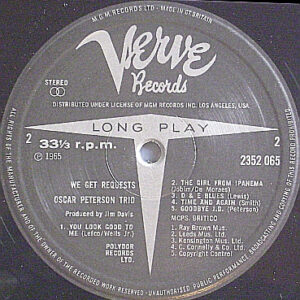 M.G.M. RECORDS LTD - MADE IN GT BRITAIN
Verve
Records
STEREO
DISTRIBUTED UNDER LICENSE OF MGM RECORDS INC. LOS ANGELES, USA
LONG PLAY
2
33⅓ r.p.m.
2
2352 065
℗ 1965
WE GET REQUESTS
OSCAR PETERSON TRIO
Produced by Jim Davis
1. YOU LOOK GOOD TO
ME (Lefco/Wells Jr.)
POLYDOR
RECORDS
LTD.
2. THE GIRL FROM IPANEMA
(Jobim/De Moraes)
3. D & E BLUES (Lewis)
4. TIME AND AGAIN (Smith)
5. GOODBYE J.D. (Peterson)
MCPS. BRITICO
1. Ray Brown Mus.
2. Leeds Mus. Ltd.
3. Kensington Mus. Ltd.
4. C. Connelly & Co Ltd.
5. Copyright Control
ALL RIGHTS OF THE MANUFACTURER AND OF THE OWNER OF THE RECORDED WORK RESERVED - UNAUTHORISED PUBLIC PERFORMANCE BROADCASTING AND COPYING OF THIS